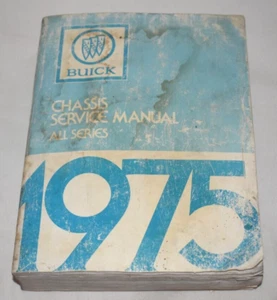 BUICK
CHASSIS
SERVICE MANUAL
ALL SERIES
1975